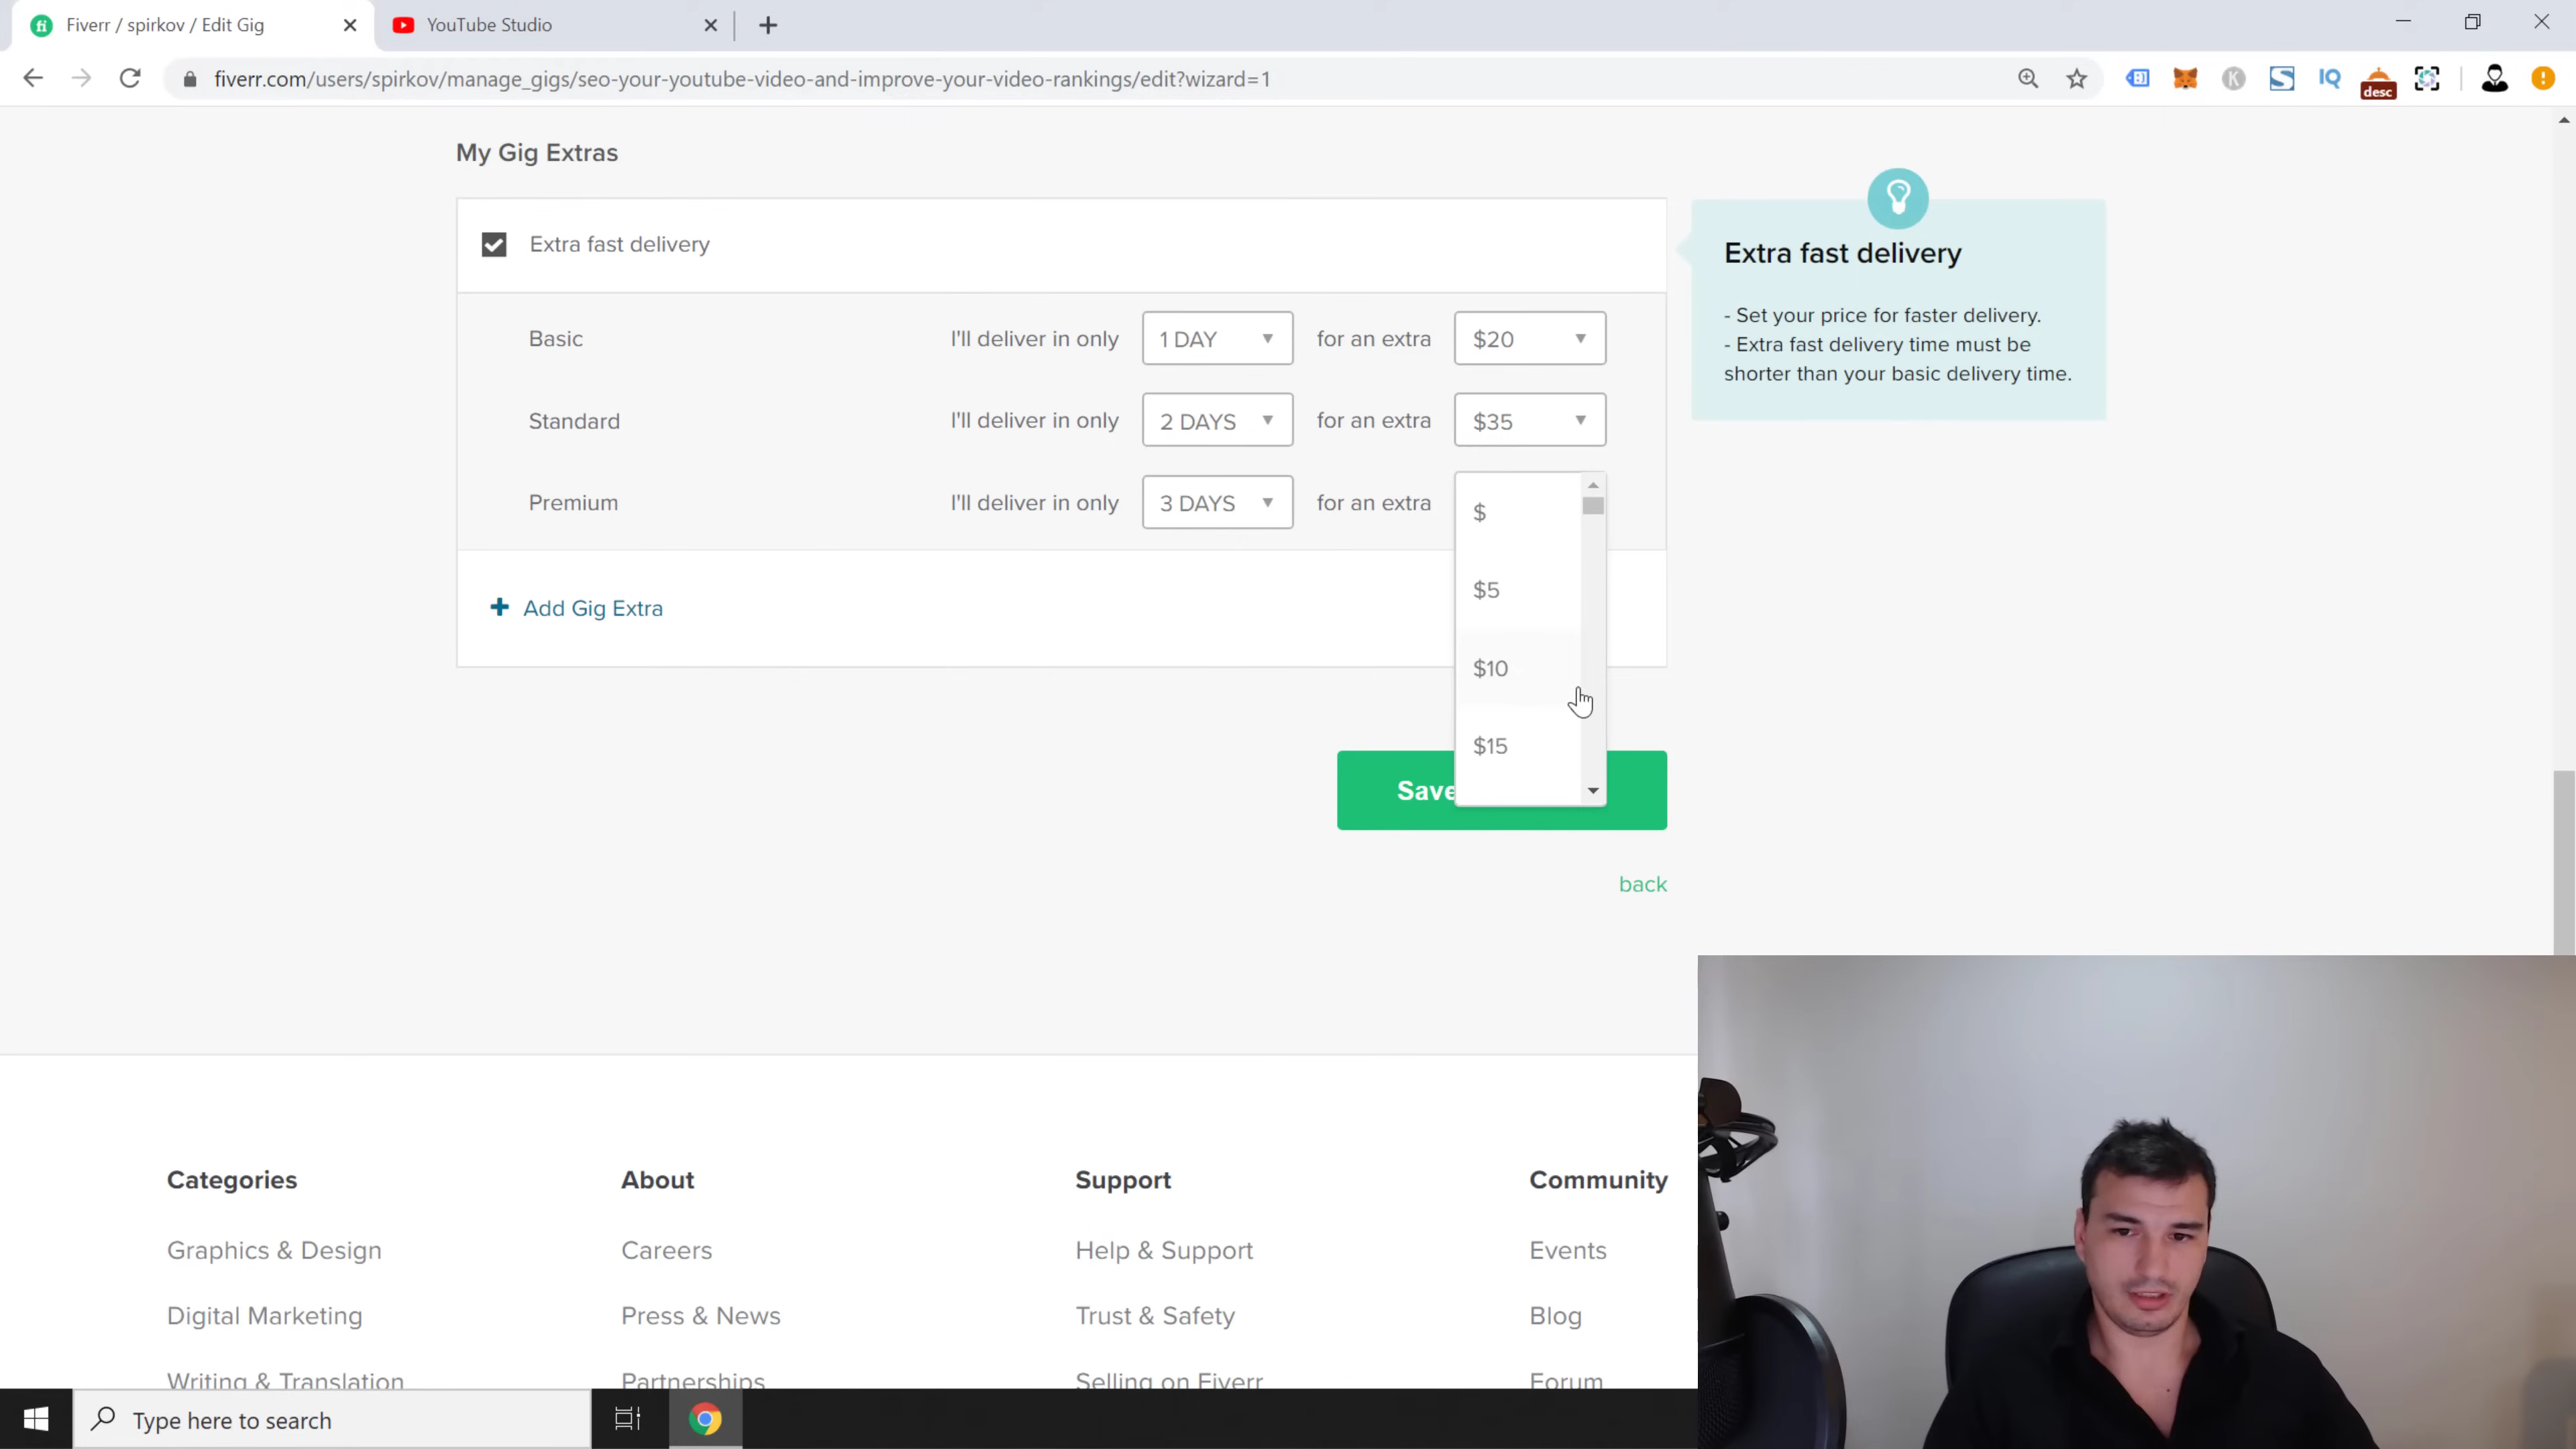 Fiverr / spirkov / Edit Gig
YouTube Studio
fiverr.com/users/spirkov/manage_gigs/seo-your-youtube-video-and-improve-your-video-rankings/edit?wizard=1
K
S
IQ
desc
My Gig Extras
Extra fast delivery
Basic I'll deliver in only 1 DAY for an extra $20
Standard I'll deliver in only 2 DAYS for an extra $35
Premium I'll deliver in only 3 DAYS for an extra
$
$5
$10
$15
Add Gig Extra
Save
back
Extra fast delivery
- Set your price for faster delivery.
- Extra fast delivery time must be
shorter than your basic delivery time.
Categories About Support Community
Graphics & Design Careers Help & Support Events
Digital Marketing Press & News Trust & Safety Blog
Writing & Translation Partnerships Selling on Fiverr Forum
Type here to search